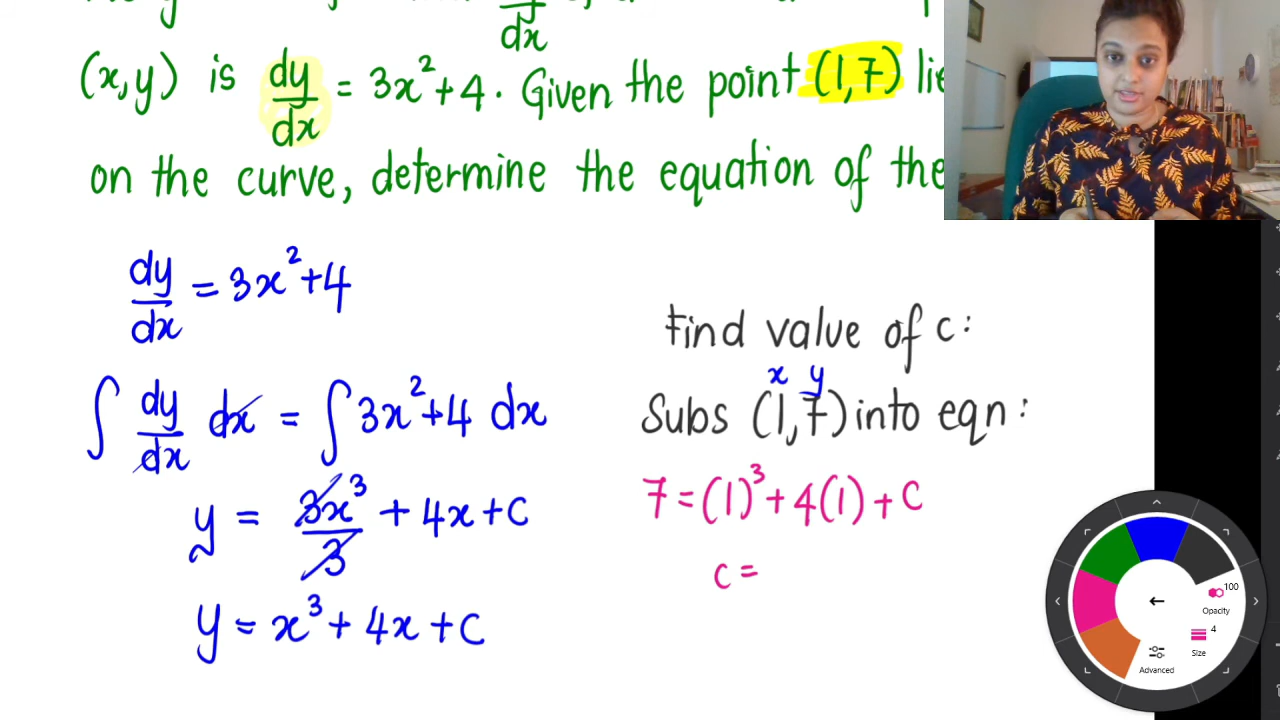 dy/dx
(x,y) is dy/dx = 3x²+4. Given the point (1,7)
on the curve, determine the equation of the
dy/dx = 3x²+4
∫ dy/dx dx = ∫ 3x²+4 dx
y = 3x³/3 + 4x+c
y = x³+ 4x +c
Find value of c:
x y
Subs (1,7) into eqn:
7 = (1)³+ 4(1) + c
c =
100
Opacity
4
Size
Advanced